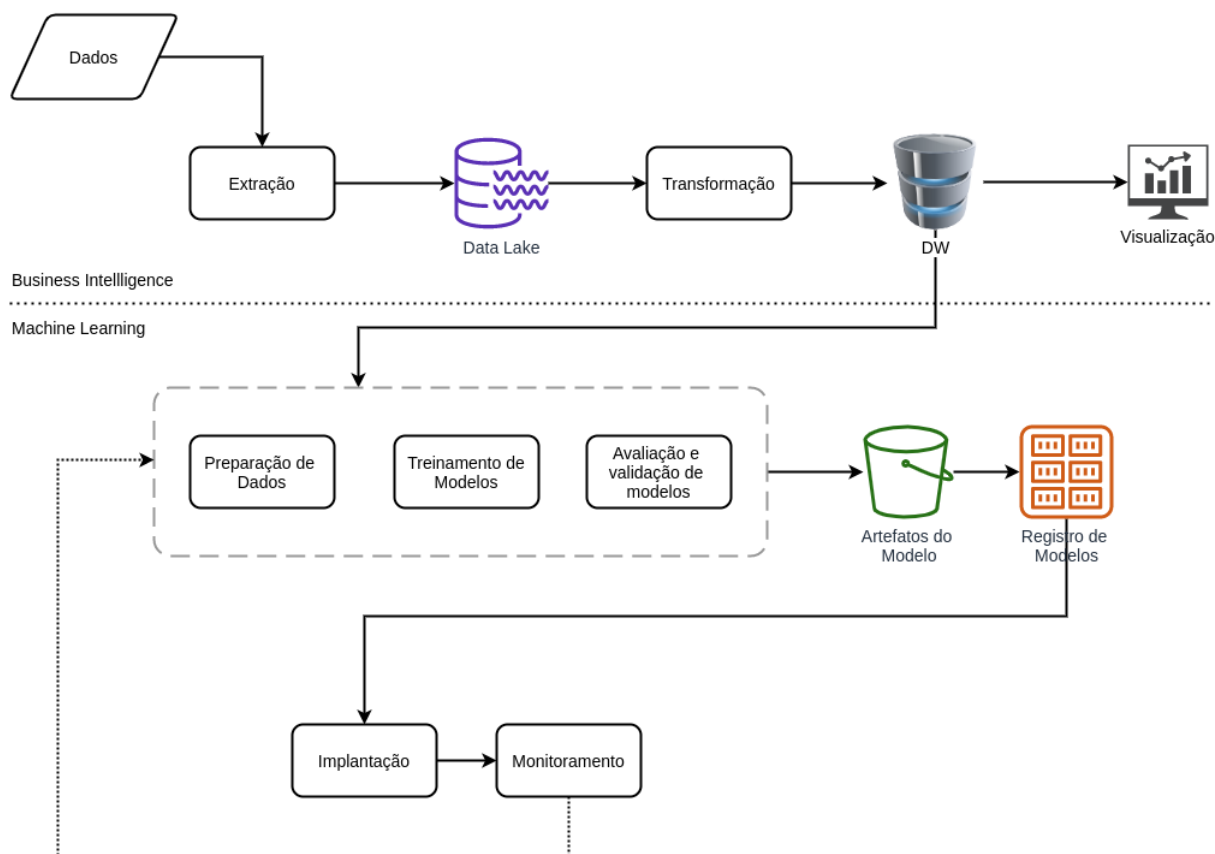 Dados
Extração
Data Lake
Transformação
DW
Visualização
Business Intellligence
Machine Learning
Preparação de
Dados
Treinamento de
Modelos
Avaliação e
validação de
modelos
Artefatos do
Modelo
Registro de
Modelos
Implantação
Monitoramento